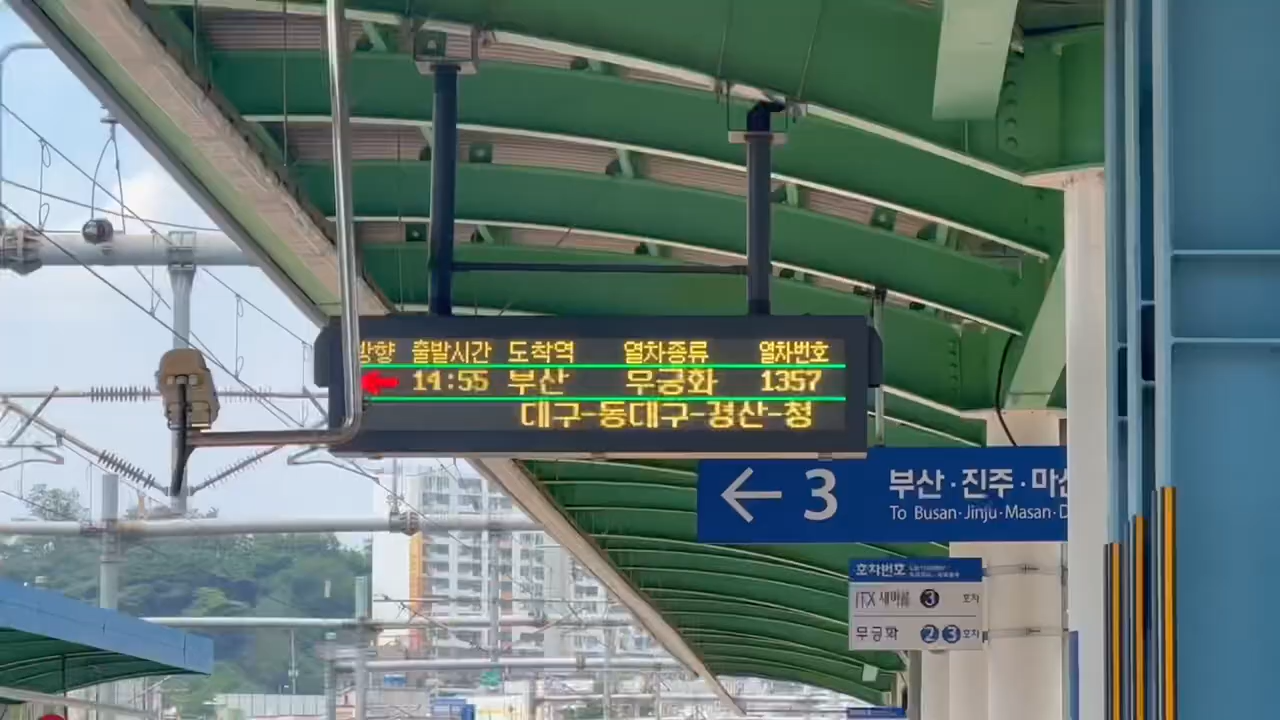 방향 출발시간 도착역 열차종류 열차번호
14:55 부산 무궁화 1357
대구-동대구-경산-청
3 부산·진주·마산
To Busan·Jinju·Masan·D
호차번호
ITX 새마을 3 호차
무궁화 2 3 호차